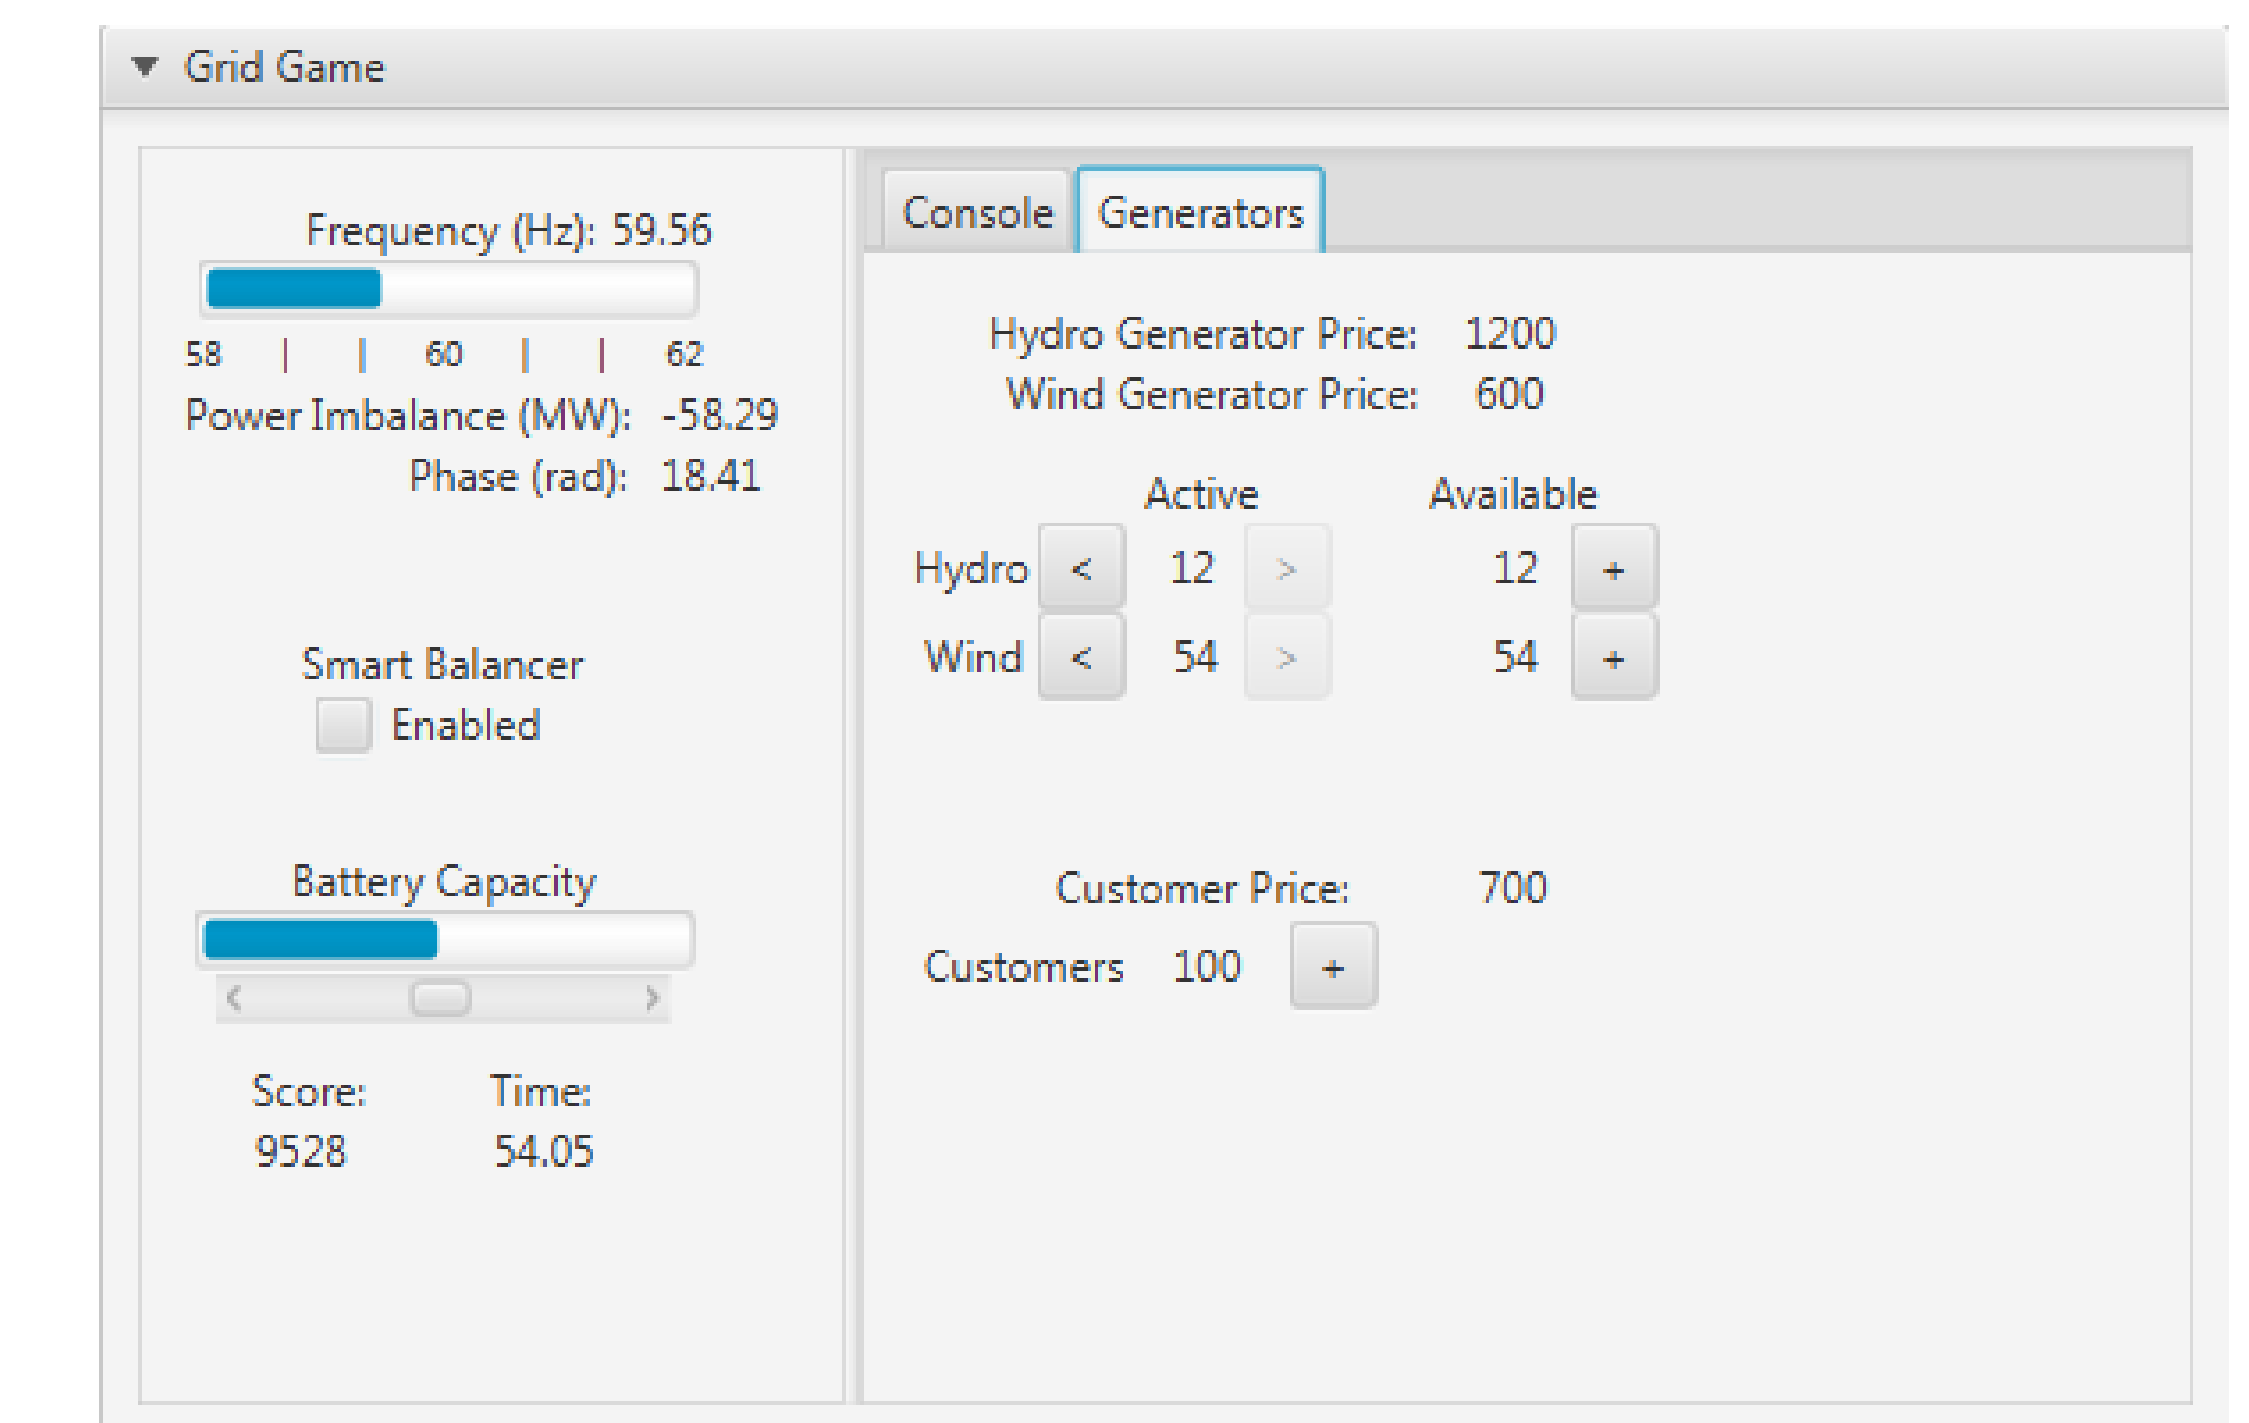 Grid Game
Frequency (Hz): 59.56
58 | | 60 | | 62
Power Imbalance (MW): -58.29
Phase (rad): 18.41
Smart Balancer
Enabled
Battery Capacity
< >
Score: Time:
9528 54.05
Console Generators
Hydro Generator Price: 1200
Wind Generator Price: 600
Active Available
Hydro < 12 > 12 +
Wind < 54 > 54 +
Customer Price: 700
Customers 100 +